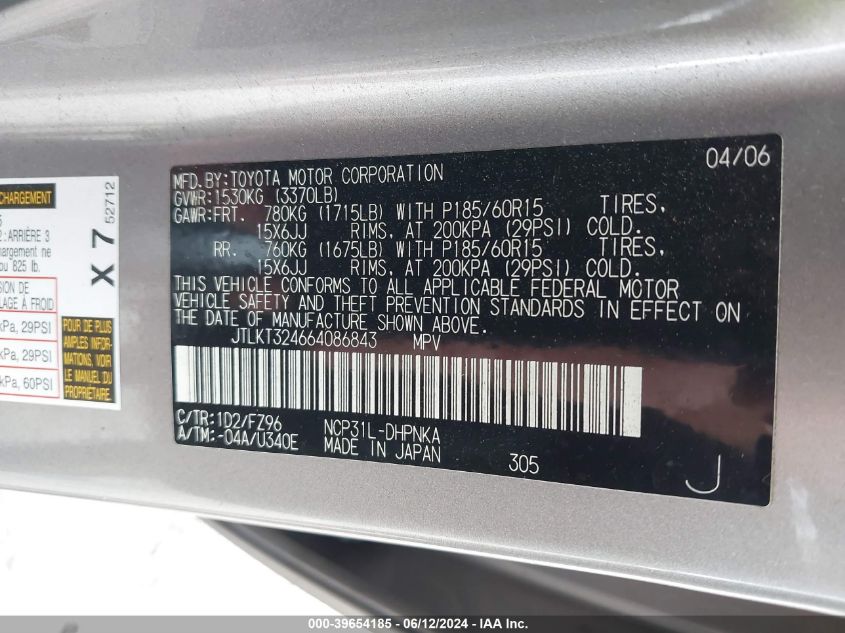 CHARGEMENT
2:ARRIÈRE 3
chargement ne
ou 825 lb.
LAGE À FROID
kPa, 29PSI
kPa, 29PSI
kPa, 60PSI
X 7
52712
POUR DE PLUS
AMPLES
INFOR-
MATIONS, VOIR
LE MANUEL
DU
PROPRIÉTAIRE
04/06
MFD.BY:TOYOTA MOTOR CORPORATION
GVWR:1530KG (3370LB)
GAWR:FRT. 780KG (1715LB) WITH P185/60R15 TIRES,
15X6JJ RIMS, AT 200KPA (29PSI) COLD.
RR. 760KG (1675LB) WITH P185/60R15 TIRES,
15X6JJ RIMS, AT 200KPA (29PSI) COLD.
THIS VEHICLE CONFORMS TO ALL APPLICABLE FEDERAL MOTOR
VEHICLE SAFETY AND THEFT PREVENTION STANDARDS IN EFFECT ON
THE DATE OF MANUFACTURE SHOWN ABOVE.
JTLKT324664086843 MPV
C/TR:1D2/FZ96 NCP31L-DHPNKA
A/TM:-04A/U340E MADE IN JAPAN
305
J
000-39654185 - 06/12/2024 - IAA Inc.